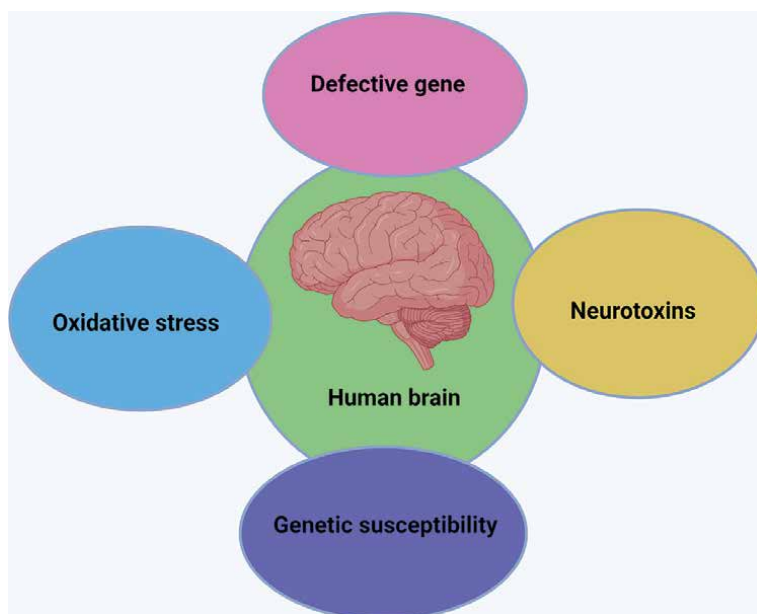 Defective gene
Oxidative stress
Neurotoxins
Human brain
Genetic susceptibility